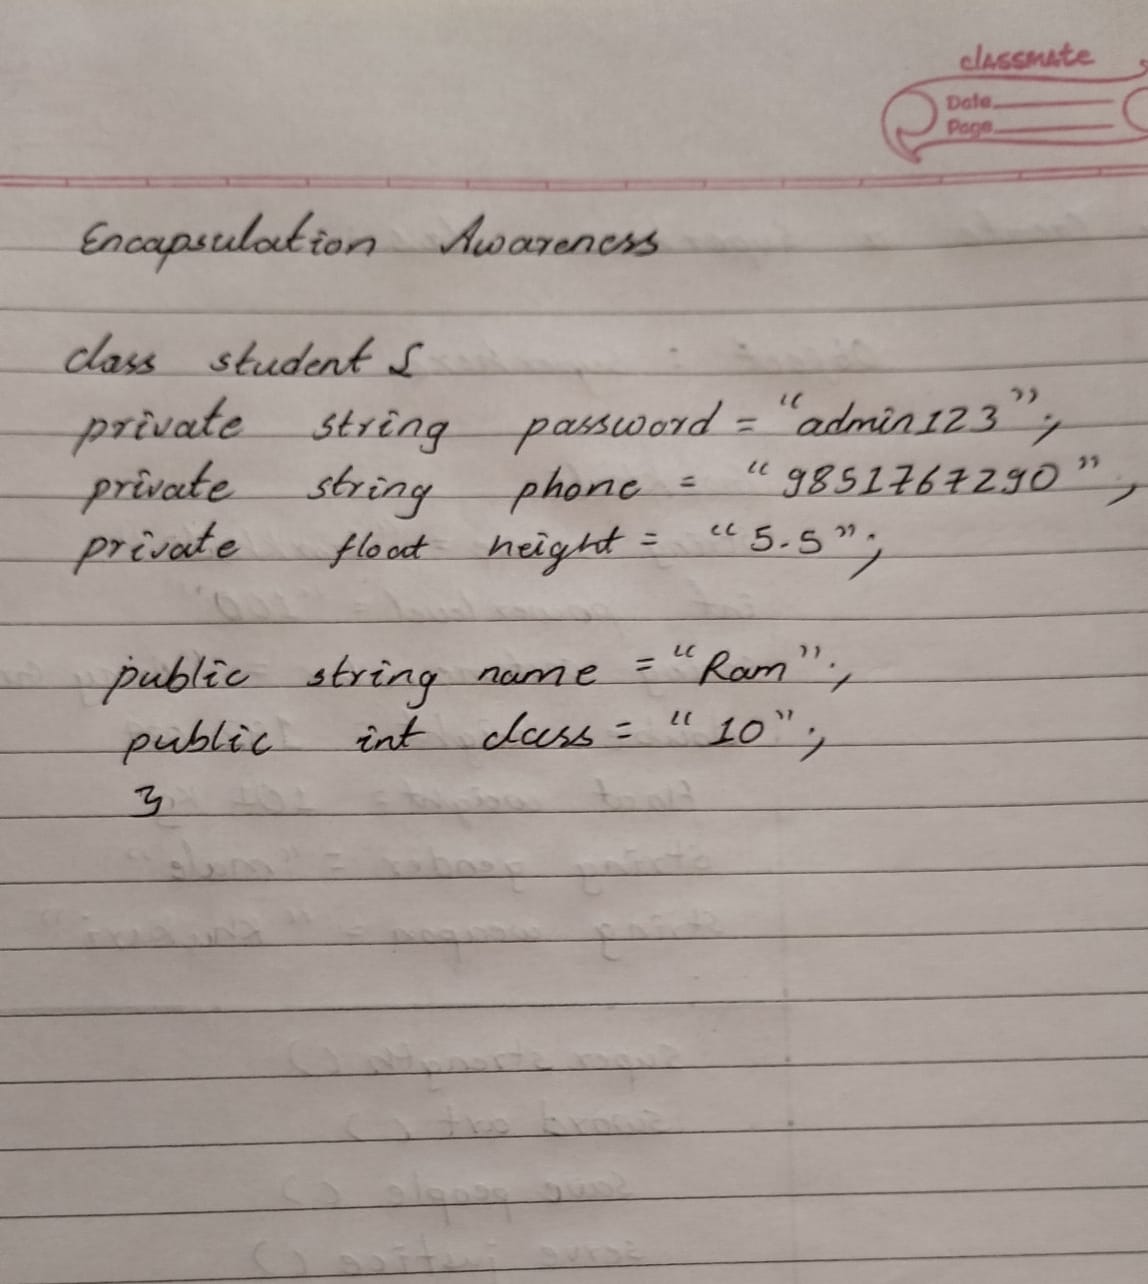 classmate
Date
Page
Encapsulation Awareness
class student {
private string password = "admin123";
private string phone = "9851767290",
private float height = "5.5";
public string name = "Ram";
public int class = "10";
}